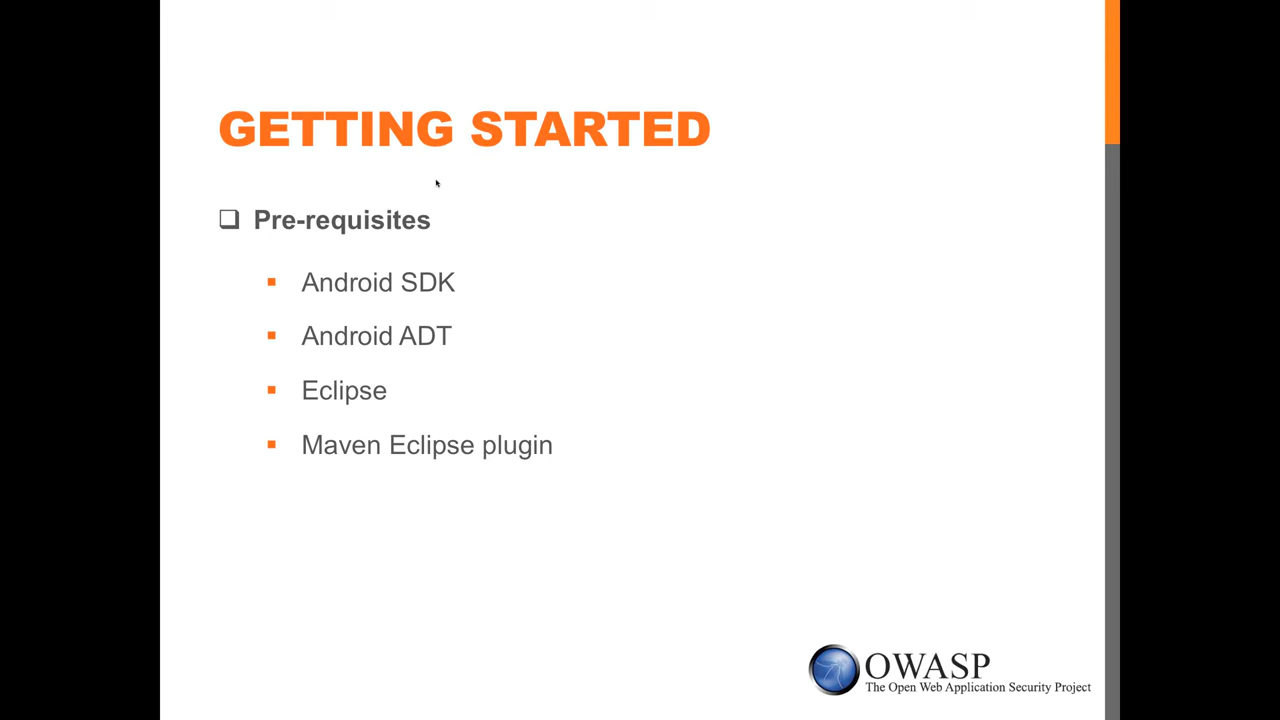 GETTING STARTED
Pre-requisites
Android SDK
Android ADT
Eclipse
Maven Eclipse plugin
OWASP
The Open Web Application Security Project